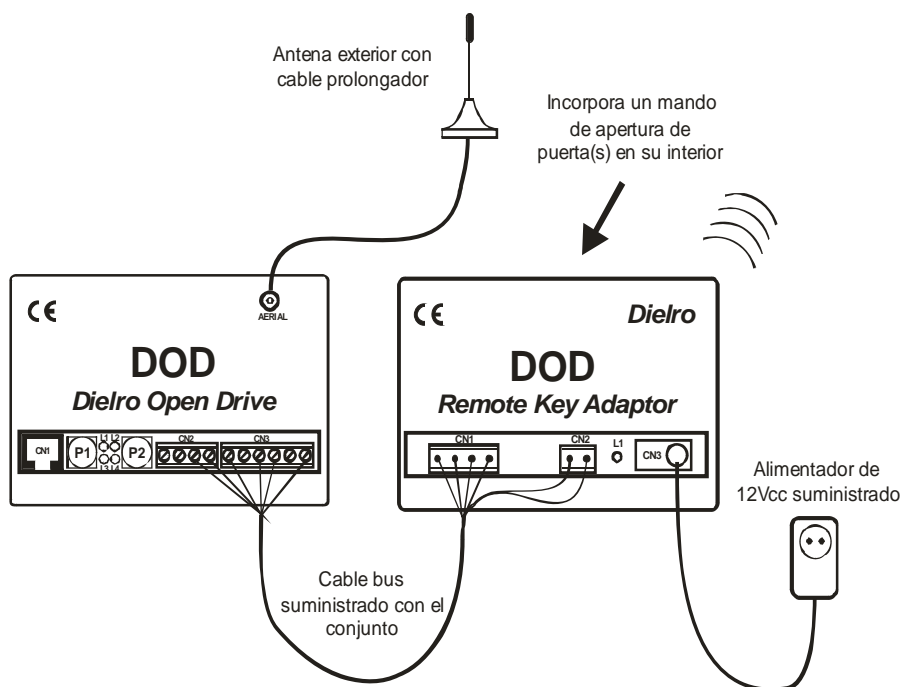 Antena exterior con
cable prolongador
Incorpora un mando
de apertura de
puerta(s) en su interior
CE
AERIAL
DOD
Dielro Open Drive
CN1
P1
L1 L2
L3 L4
P2
CN2
CN3
CE
Dielro
DOD
Remote Key Adaptor
CN1
CN2
L1
CN3
Alimentador de
12Vcc suministrado
Cable bus
suministrado con el
conjunto